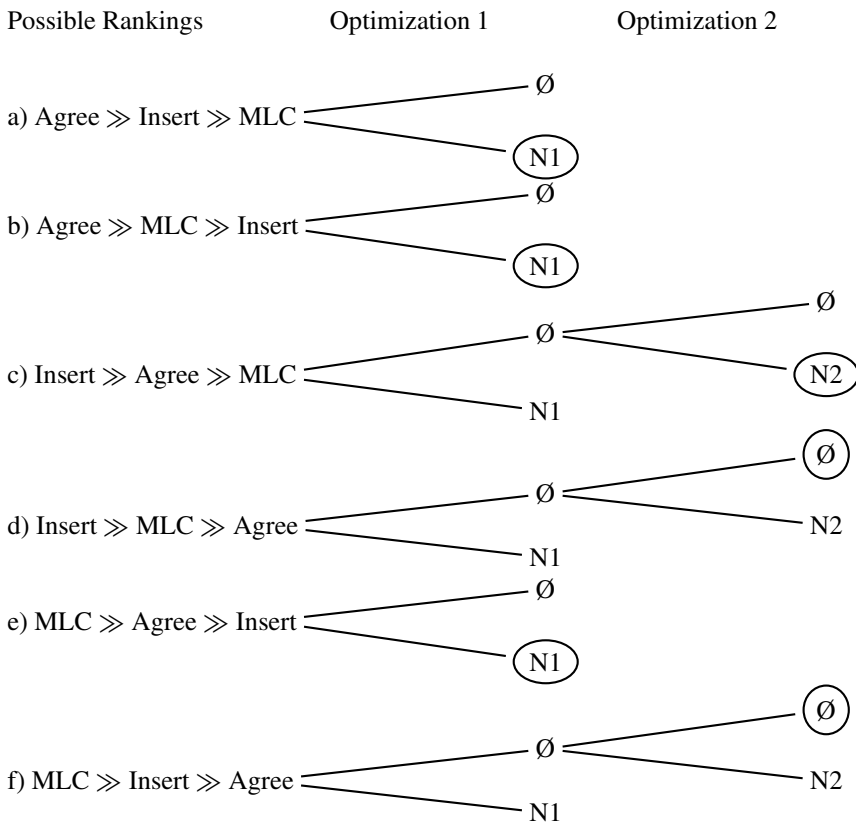 Possible Rankings Optimization 1 Optimization 2
Ø
a) Agree ≫ Insert ≫ MLC
N1
Ø
b) Agree ≫ MLC ≫ Insert
N1
Ø
Ø
c) Insert ≫ Agree ≫ MLC N2
N1
Ø
Ø
d) Insert ≫ MLC ≫ Agree N2
N1
Ø
e) MLC ≫ Agree ≫ Insert
N1
Ø
Ø
f) MLC ≫ Insert ≫ Agree N2
N1